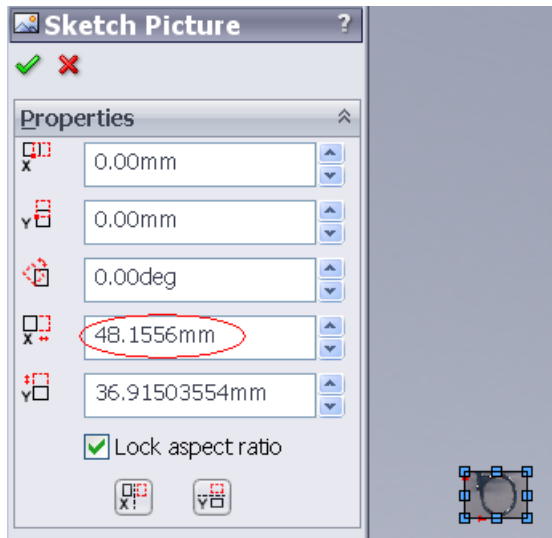 Sketch Picture ?
Properties
X 0.00mm
Y 0.00mm
0.00deg
X 48.1556mm
Y 36.91503554mm
Lock aspect ratio
X Y